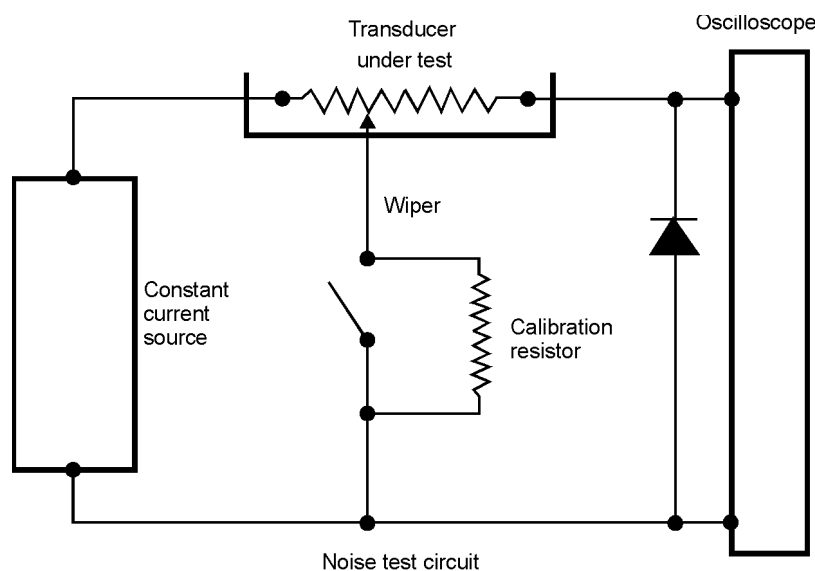 Oscilloscope
Transducer
under test
Wiper
Constant
current
source
Calibration
resistor
Noise test circuit